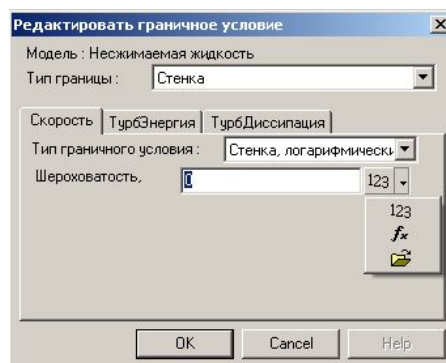 Редактировать граничное условие
Модель : Несжимаемая жидкость
Тип границы : Стенка
Скорость ТурбЭнергия ТурбДиссипация
Тип граничного условия : Стенка, логарифмически
Шероховатость, 0 123
123
fx
OK Cancel Help